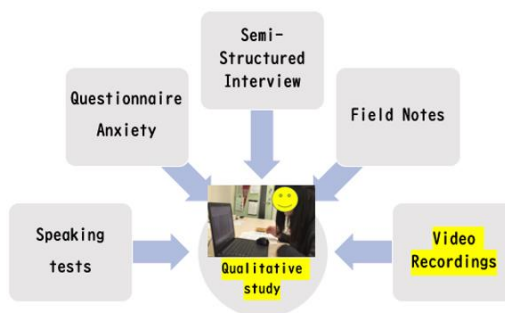 Semi-
Structured
Interview
Questionnaire
Anxiety
Field Notes
Speaking
tests
Video
Recordings
Qualitative
study